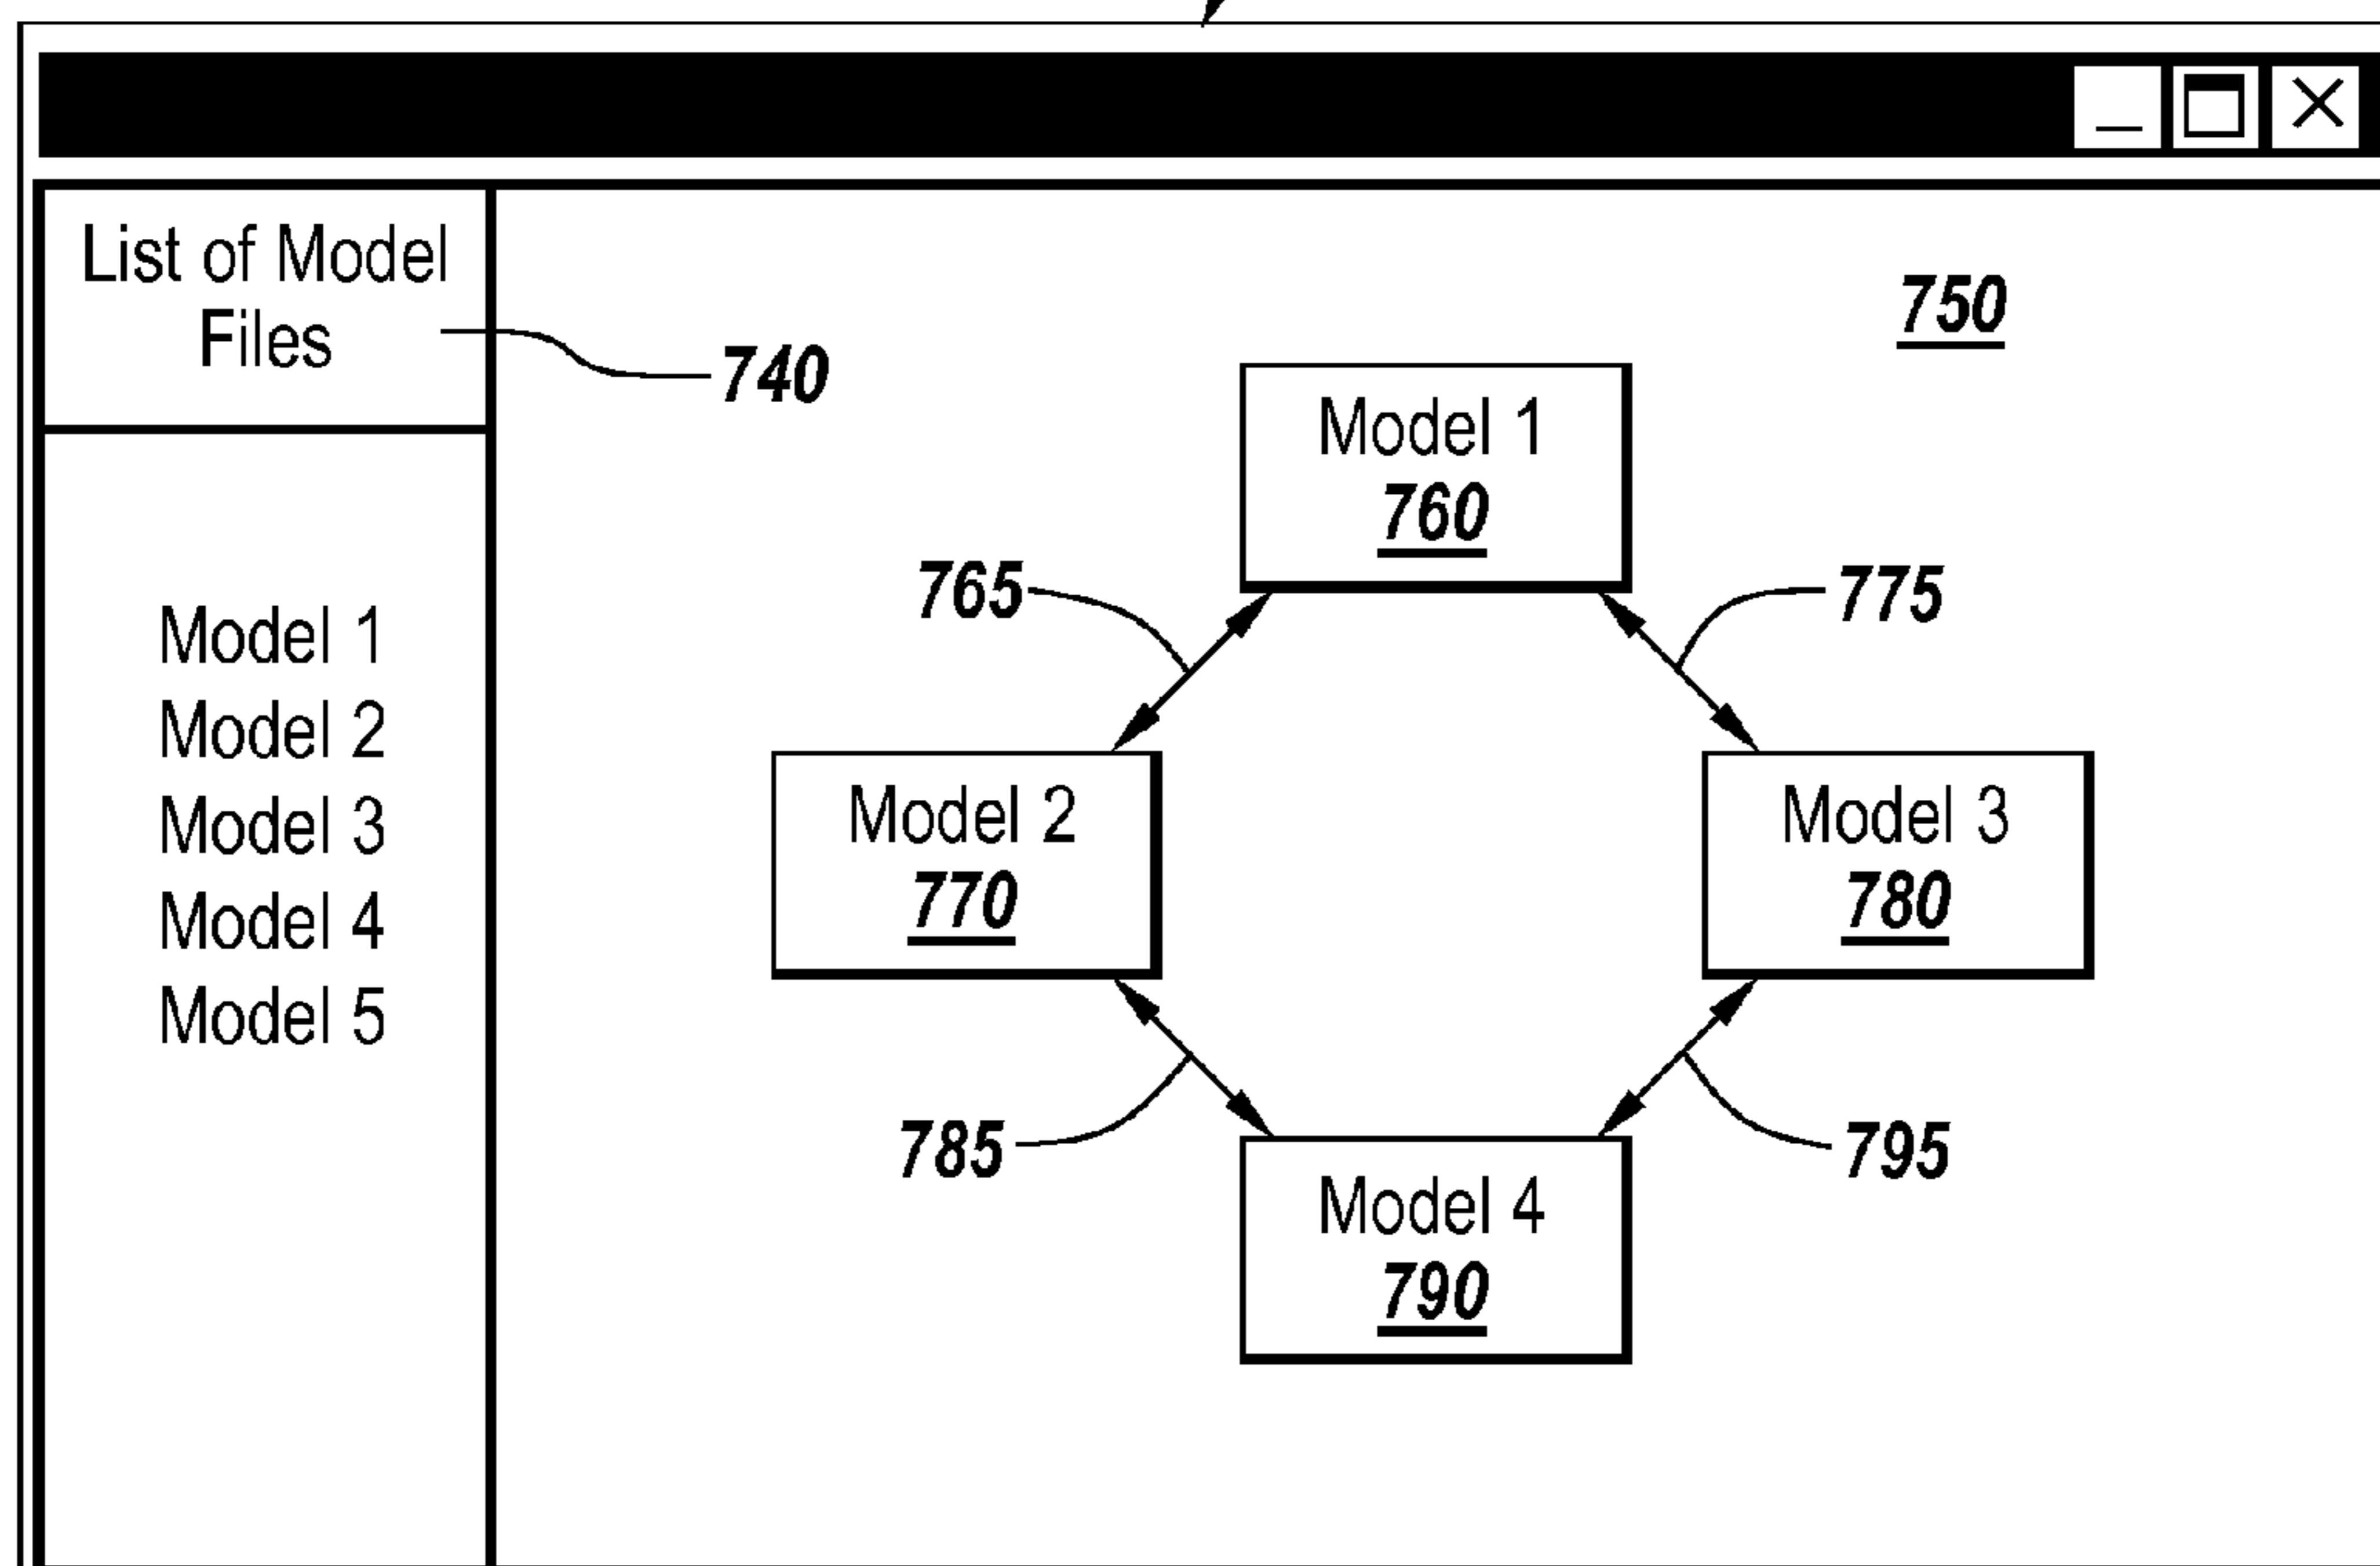 List of Model
Files
740
Model 1
Model 2
Model 3
Model 4
Model 5
750
Model 1
760
765
775
Model 2
770
Model 3
780
785
795
Model 4
790